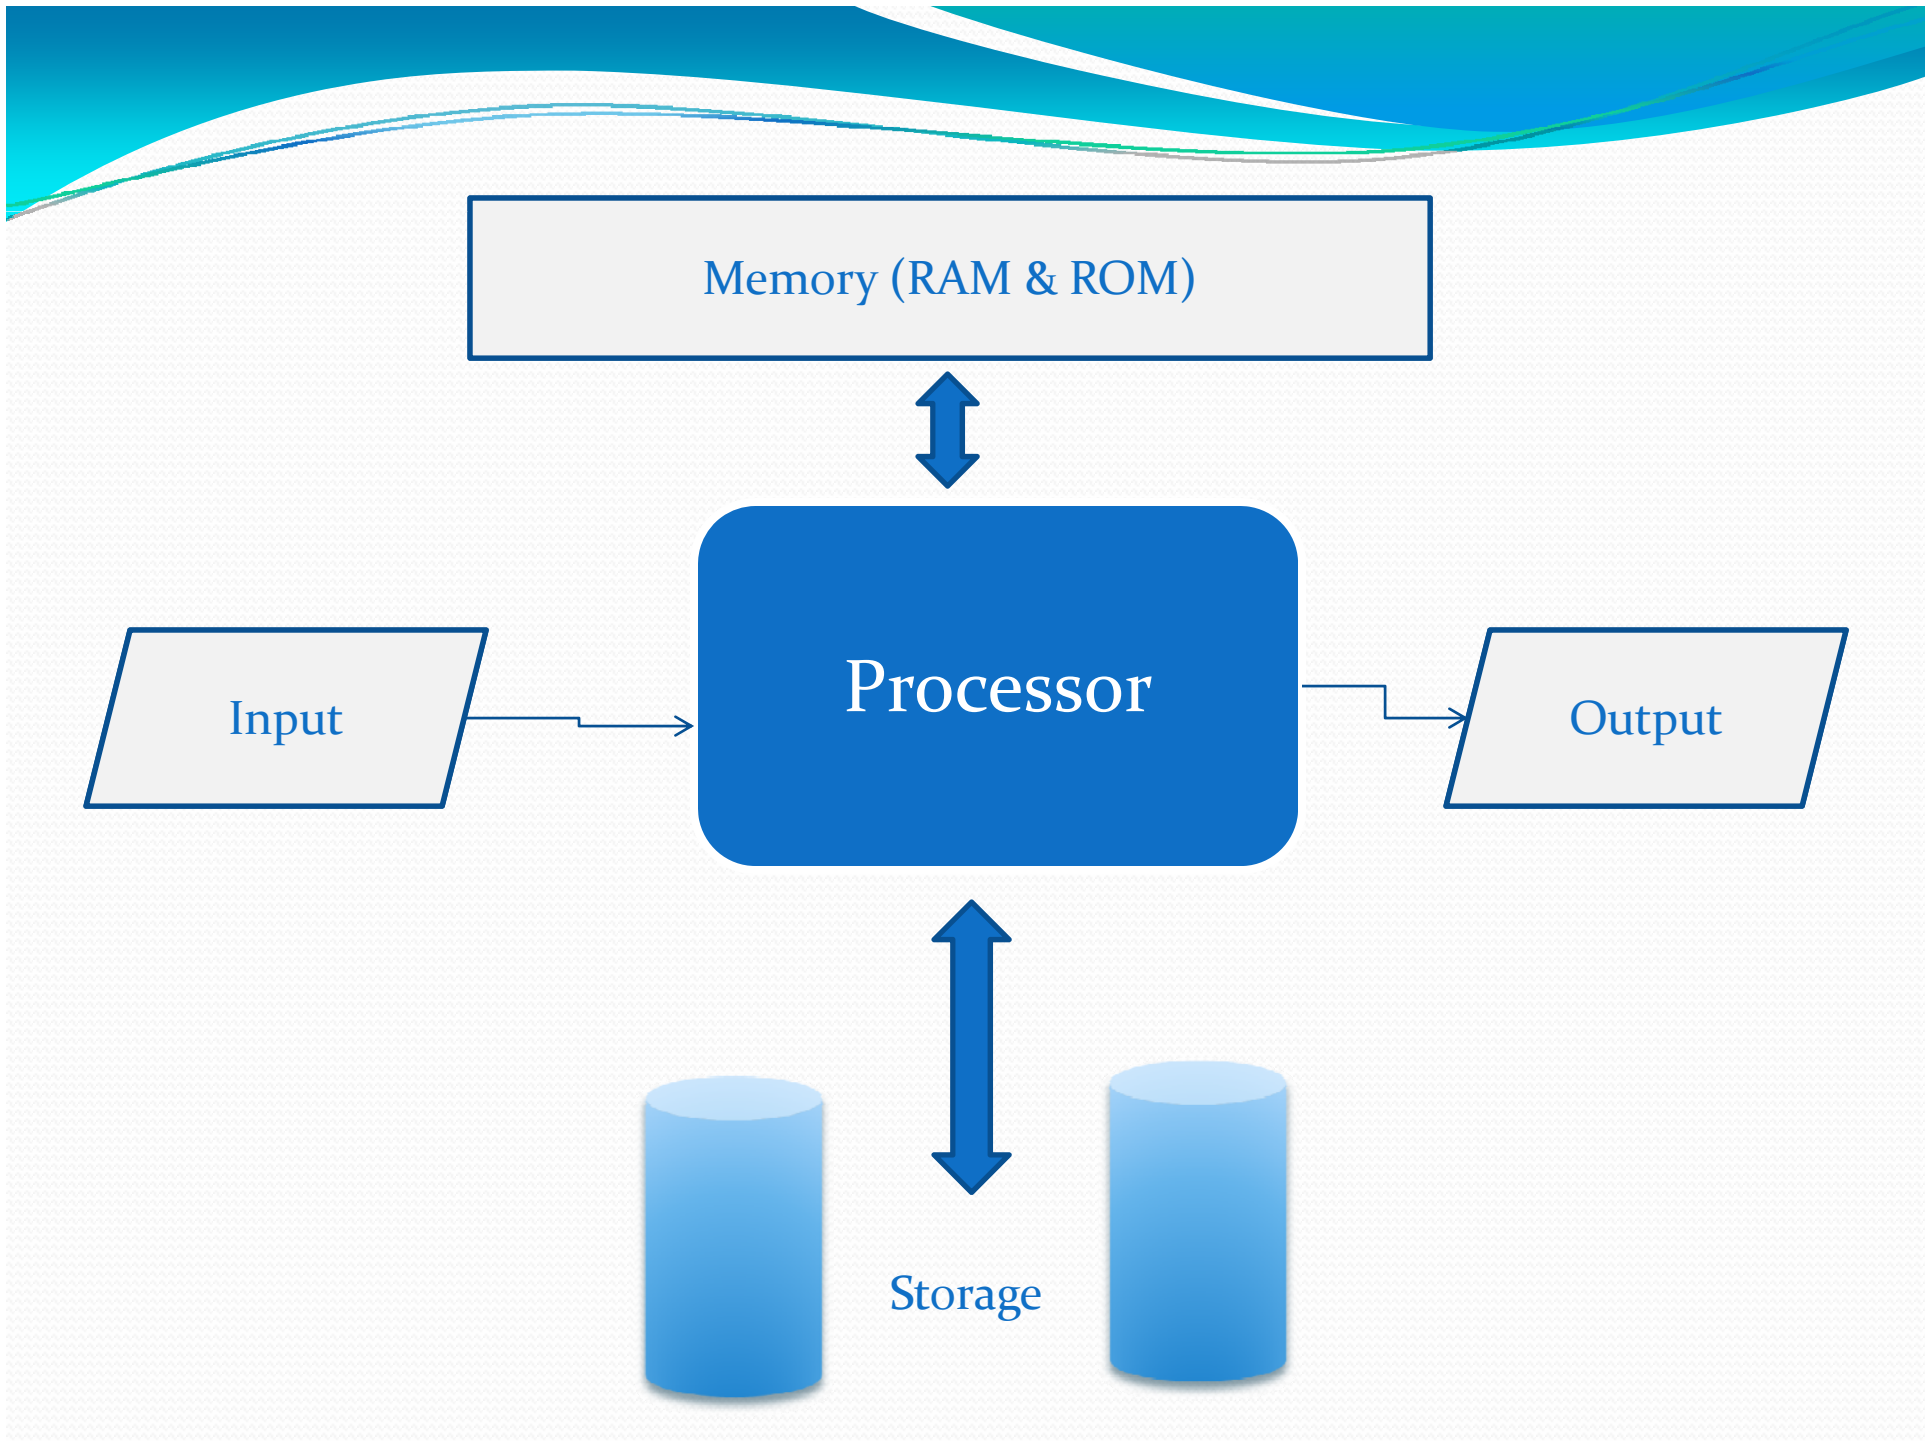 Memory (RAM & ROM)
Processor
Input
Output
Storage